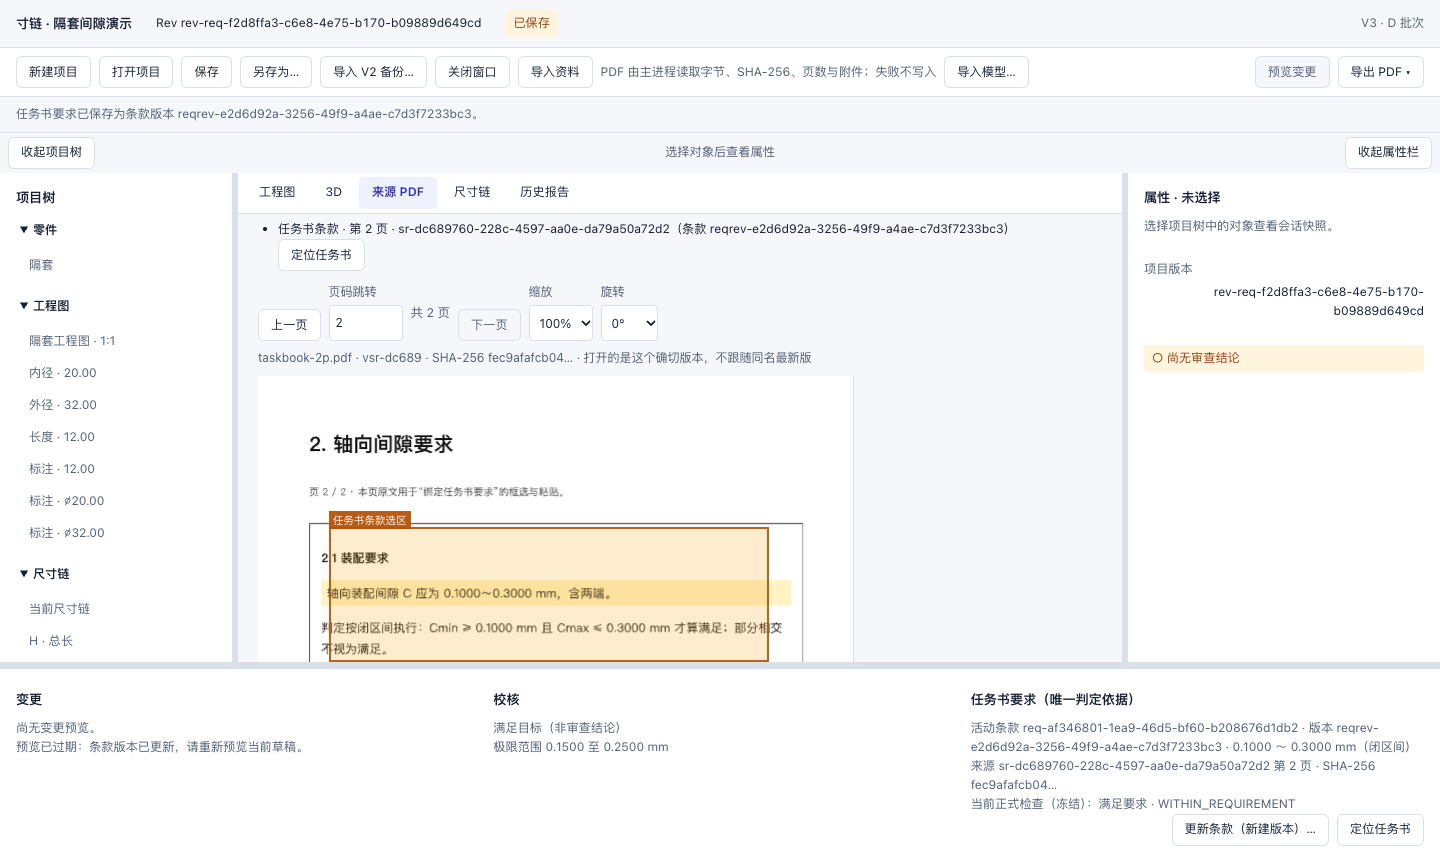 寸链 · 隔套间隙演示
Rev rev-req-f2d8ffa3-c6e8-4e75-b170-b09889d649cd
已保存
V3 · D 批次
新建项目
打开项目
保存
另存为...
导入 V2 备份...
关闭窗口
导入资料
PDF 由主进程读取字节、SHA-256、页数与附件；失败不写入
导入模型...
预览变更
导出 PDF ▾
任务书要求已保存为条款版本 reqrev-e2d6d92a-3256-49f9-a4ae-c7d3f7233bc3。
收起项目树
选择对象后查看属性
收起属性栏
项目树
▼ 零件
隔套
▼ 工程图
隔套工程图 · 1:1
内径 · 20.00
外径 · 32.00
长度 · 12.00
标注 · 12.00
标注 · ⌀20.00
标注 · ⌀32.00
▼ 尺寸链
当前尺寸链
H · 总长
工程图
3D
来源 PDF
尺寸链
历史报告
• 任务书条款 · 第 2 页 · sr-dc689760-228c-4597-aa0e-da79a50a72d2（条款 reqrev-e2d6d92a-3256-49f9-a4ae-c7d3f7233bc3）
定位任务书
上一页
页码跳转
2
共 2 页
下一页
缩放
100%
旋转
0°
taskbook-2p.pdf · vsr-dc689 · SHA-256 fec9afafcb04... · 打开的是这个确切版本，不跟随同名最新版
2. 轴向间隙要求
页 2 / 2 · 本页原文用于“绑定任务书要求”的框选与粘贴。
任务书条款选区
2.1 装配要求
轴向装配间隙 C 应为 0.1000～0.3000 mm，含两端。
判定按闭区间执行：Cmin ≥ 0.1000 mm 且 Cmax ≤ 0.3000 mm 才算满足；部分相交
不视为满足。
属性 · 未选择
选择项目树中的对象查看会话快照。
项目版本
rev-req-f2d8ffa3-c6e8-4e75-b170-
b09889d649cd
○ 尚无审查结论
变更
尚无变更预览。
预览已过期：条款版本已更新，请重新预览当前草稿。
校核
满足目标（非审查结论）
极限范围 0.1500 至 0.2500 mm
任务书要求（唯一判定依据）
活动条款 req-af346801-1ea9-46d5-bf60-b208676d1db2 · 版本 reqrev-
e2d6d92a-3256-49f9-a4ae-c7d3f7233bc3 · 0.1000 ～ 0.3000 mm（闭区间）
来源 sr-dc689760-228c-4597-aa0e-da79a50a72d2 第 2 页 · SHA-256
fec9afafcb04...
当前正式检查（冻结）：满足要求 · WITHIN_REQUIREMENT
更新条款（新建版本）...
定位任务书